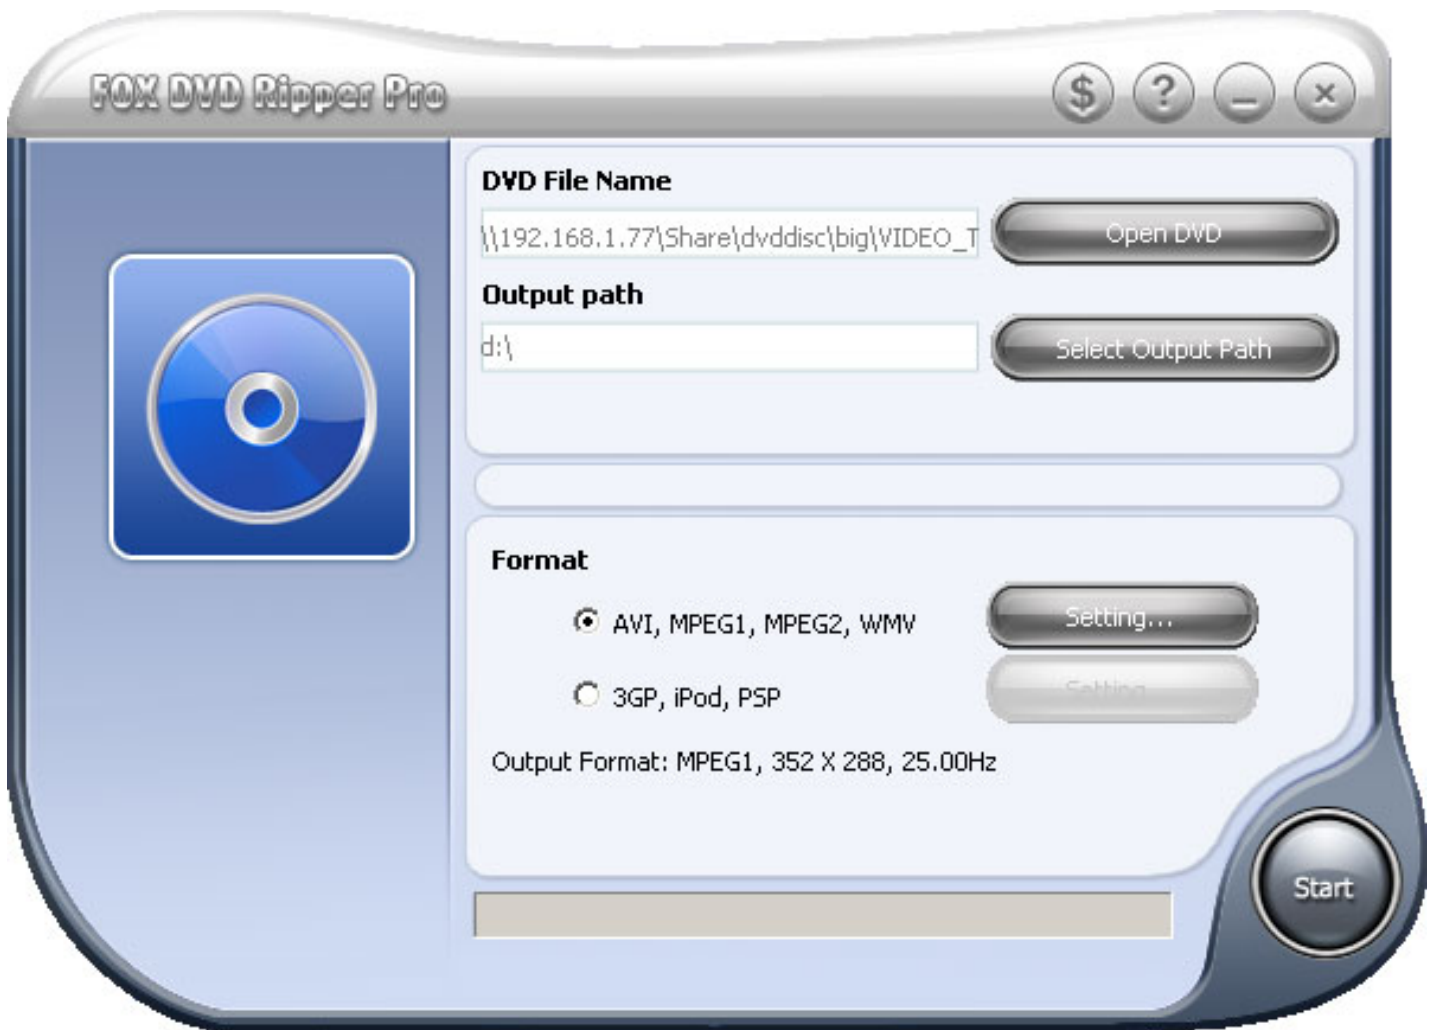 FOX DVD Ripper Pro
$ ?
DVD File Name
\\192.168.1.77\Share\dvddisc\big\VIDEO_T
Open DVD
Output path
d:\
Select Output Path
Format
AVI, MPEG1, MPEG2, WMV
Setting...
3GP, iPod, PSP
Setting...
Output Format: MPEG1, 352 X 288, 25.00Hz
Start